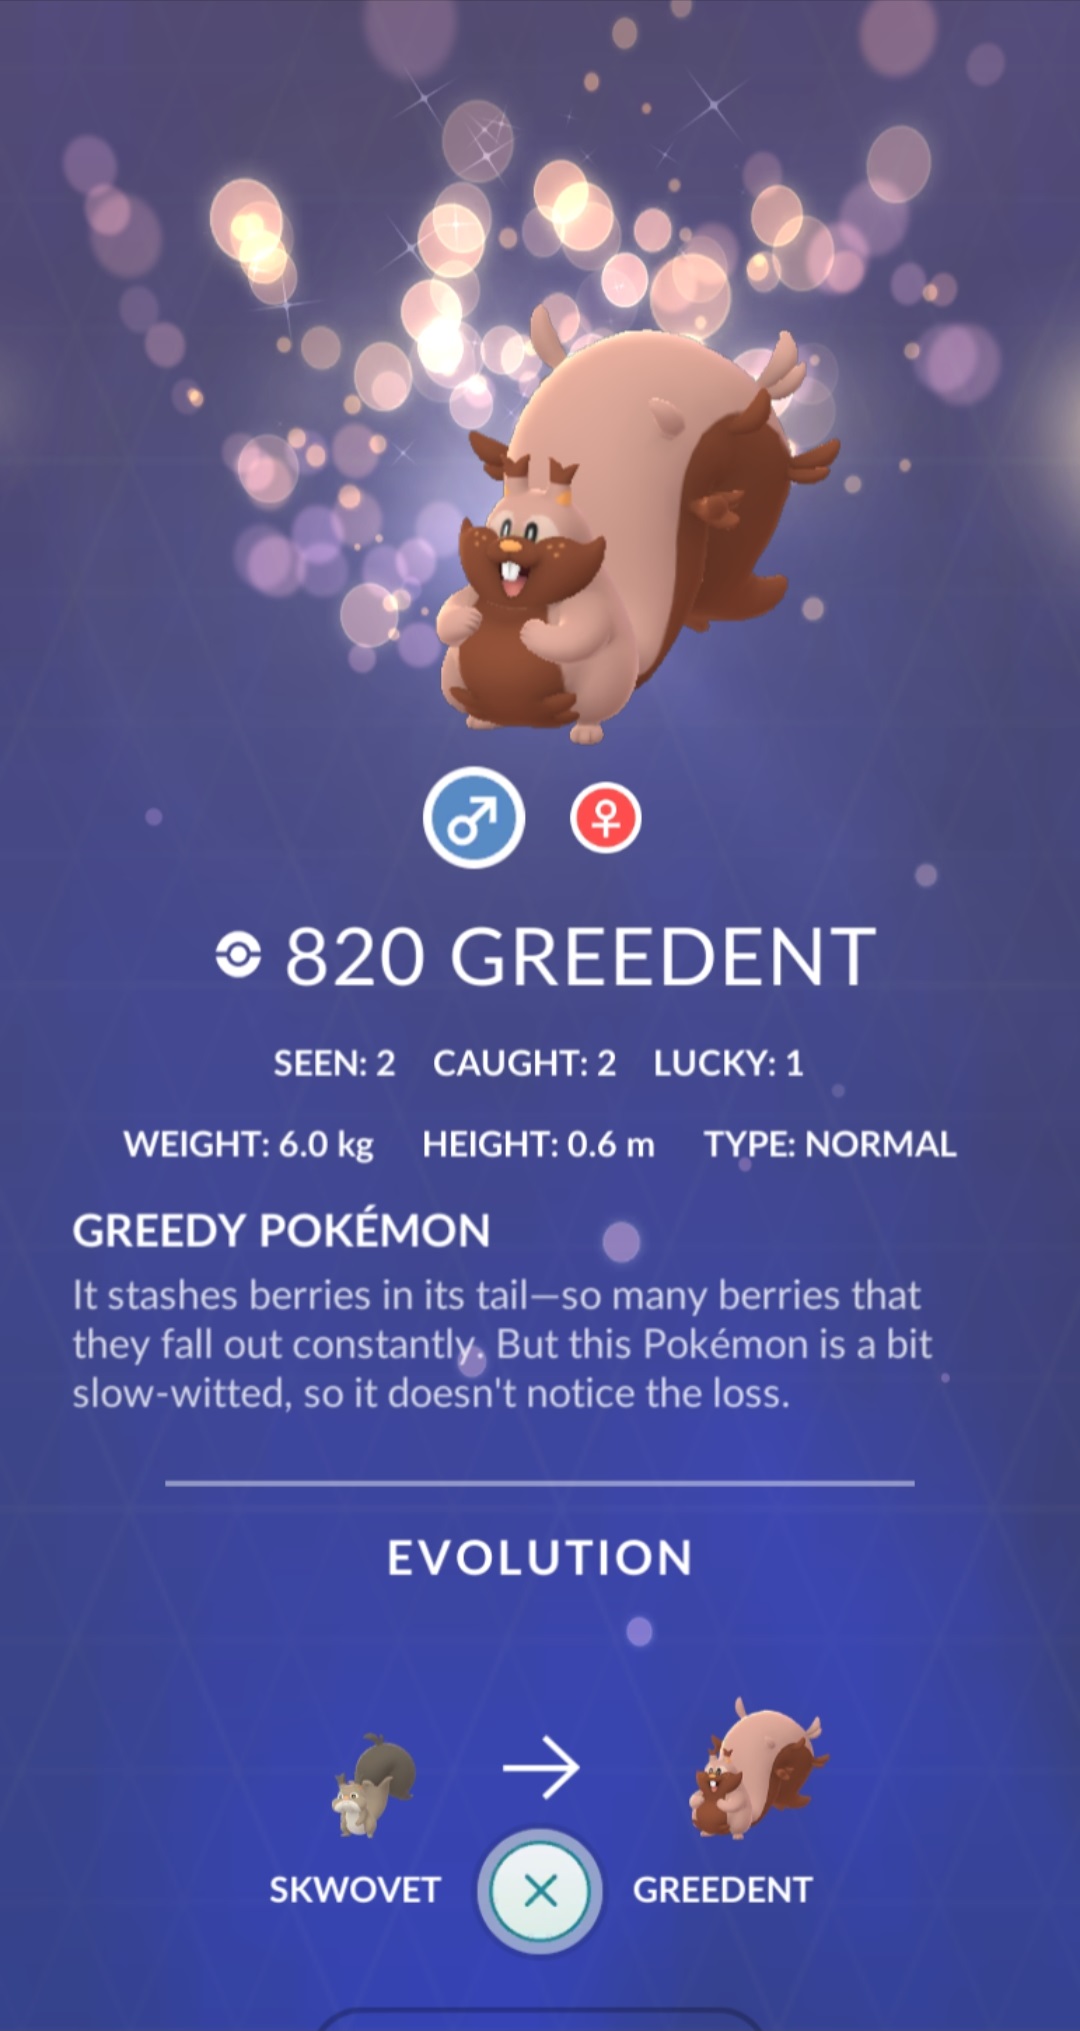 820 GREEDENT
SEEN: 2 CAUGHT: 2 LUCKY: 1
WEIGHT: 6.0 kg HEIGHT: 0.6 m TYPE: NORMAL
GREEDY POKÉMON
It stashes berries in its tail—so many berries that
they fall out constantly. But this Pokémon is a bit
slow-witted, so it doesn't notice the loss.
EVOLUTION
SKWOVET GREEDENT